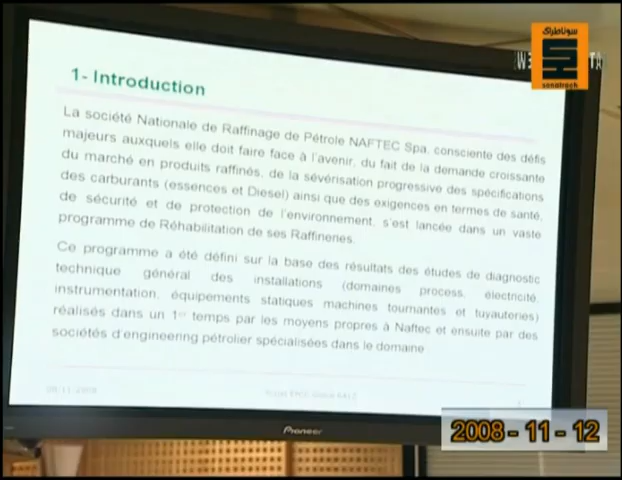 سوناطراك
sonatrach
1- Introduction
La société Nationale de Raffinage de Pétrole NAFTEC Spa, consciente des défis
majeurs auxquels elle doit faire face à l'avenir, du fait de la demande croissante
du marché en produits raffinés, de la sévérisation progressive des spécifications
des carburants (essences et Diesel) ainsi que des exigences en termes de santé,
de sécurité et de protection de l'environnement, s'est lancée dans un vaste
programme de Réhabilitation de ses Raffineries.
Ce programme a été défini sur la base des résultats des études de diagnostic
technique général des installations (domaines process, électricité,
instrumentation, équipements statiques machines tournantes et tuyauteries)
réalisés dans un 1er temps par les moyens propres à Naftec et ensuite par des
sociétés d'engineering pétrolier spécialisées dans le domaine
Pioneer
2008 - 11 - 12